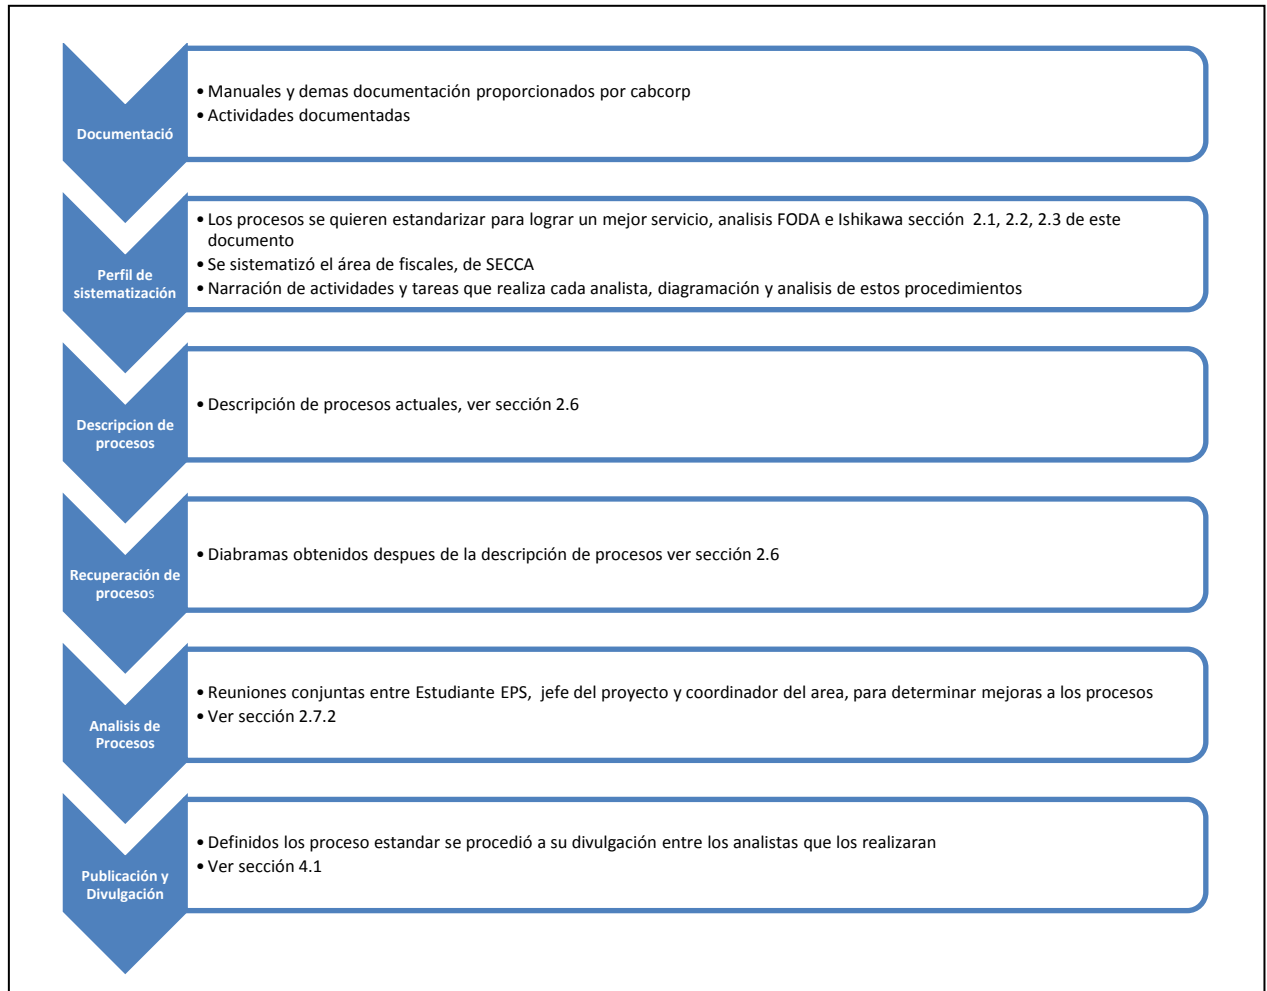 Documentació
• Manuales y demas documentación proporcionados por cabcorp
• Actividades documentadas
Perfil de
sistematización
• Los procesos se quieren estandarizar para lograr un mejor servicio, analisis FODA e Ishikawa sección 2.1, 2.2, 2.3 de este
documento
• Se sistematizó el área de fiscales, de SECCA
• Narración de actividades y tareas que realiza cada analista, diagramación y analisis de estos procedimientos
Descripcion de
procesos
• Descripción de procesos actuales, ver sección 2.6
Recuperación de
procesos
• Diabramas obtenidos despues de la descripción de procesos ver sección 2.6
Analisis de
Procesos
• Reuniones conjuntas entre Estudiante EPS, jefe del proyecto y coordinador del area, para determinar mejoras a los procesos
• Ver sección 2.7.2
Publicación y
Divulgación
• Definidos los proceso estandar se procedió a su divulgación entre los analistas que los realizaran
• Ver sección 4.1